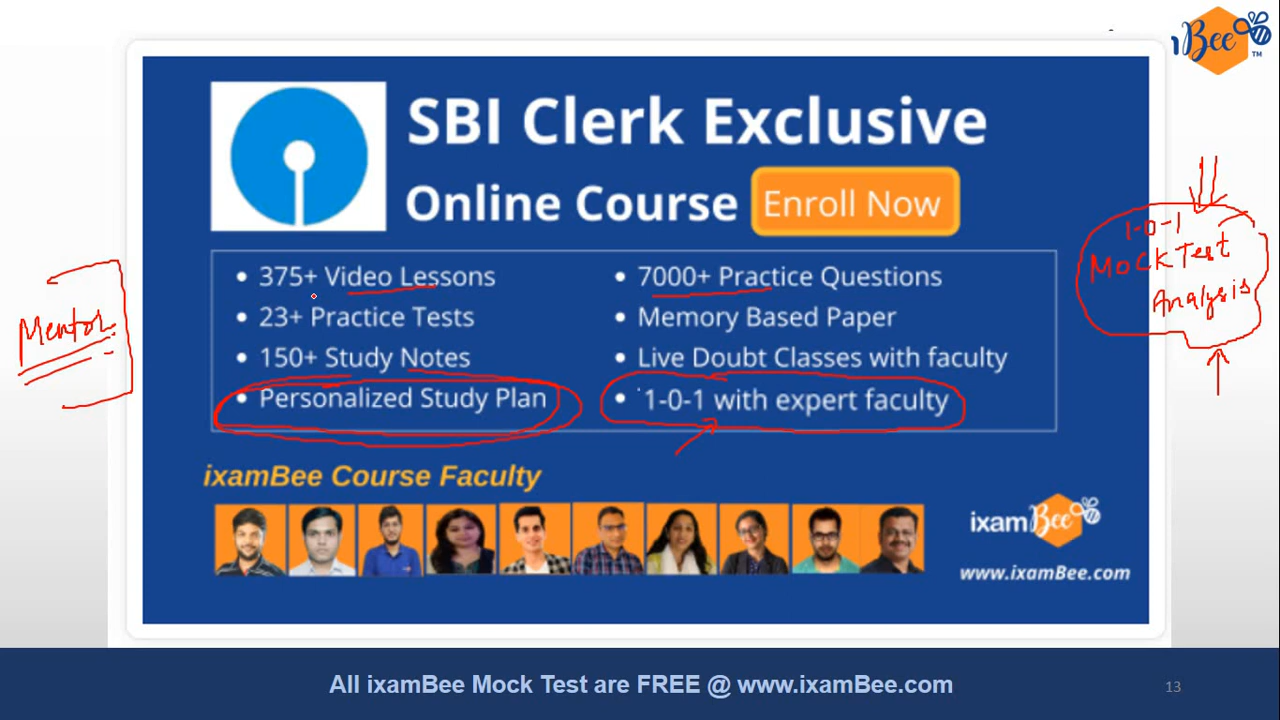 Bee
TM
SBI Clerk Exclusive
Online Course Enroll Now
• 375+ Video Lessons
• 23+ Practice Tests
• 150+ Study Notes
• Personalized Study Plan
• 7000+ Practice Questions
• Memory Based Paper
• Live Doubt Classes with faculty
• 1-0-1 with expert faculty
Mentor
1-0-1
Mock Test
Analysis
ixamBee Course Faculty
ixamBee
www.ixamBee.com
All ixamBee Mock Test are FREE @ www.ixamBee.com
13